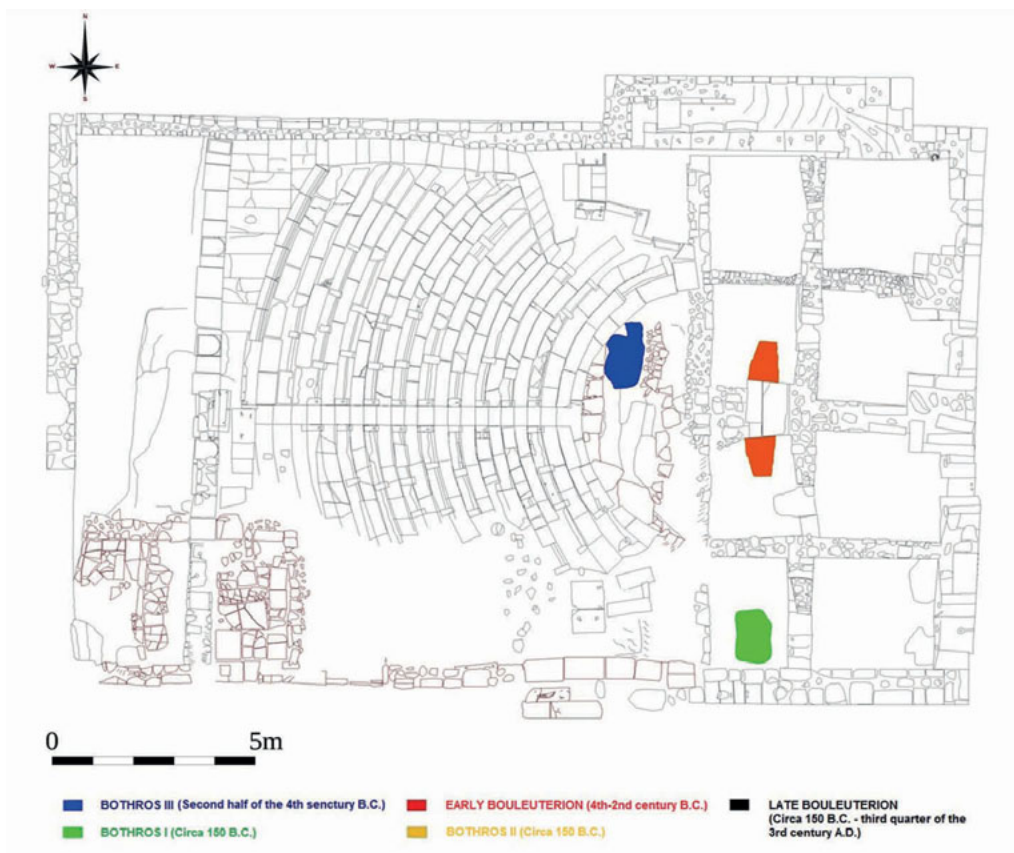 N
W E
S
0 5m
BOTHROS III (Second half of the 4th senctury B.C.)
EARLY BOULEUTERION (4th-2nd century B.C.)
LATE BOULEUTERION
(Circa 150 B.C. - third quarter of the
3rd century A.D.)
BOTHROS I (Circa 150 B.C.)
BOTHROS II (Circa 150 B.C.)